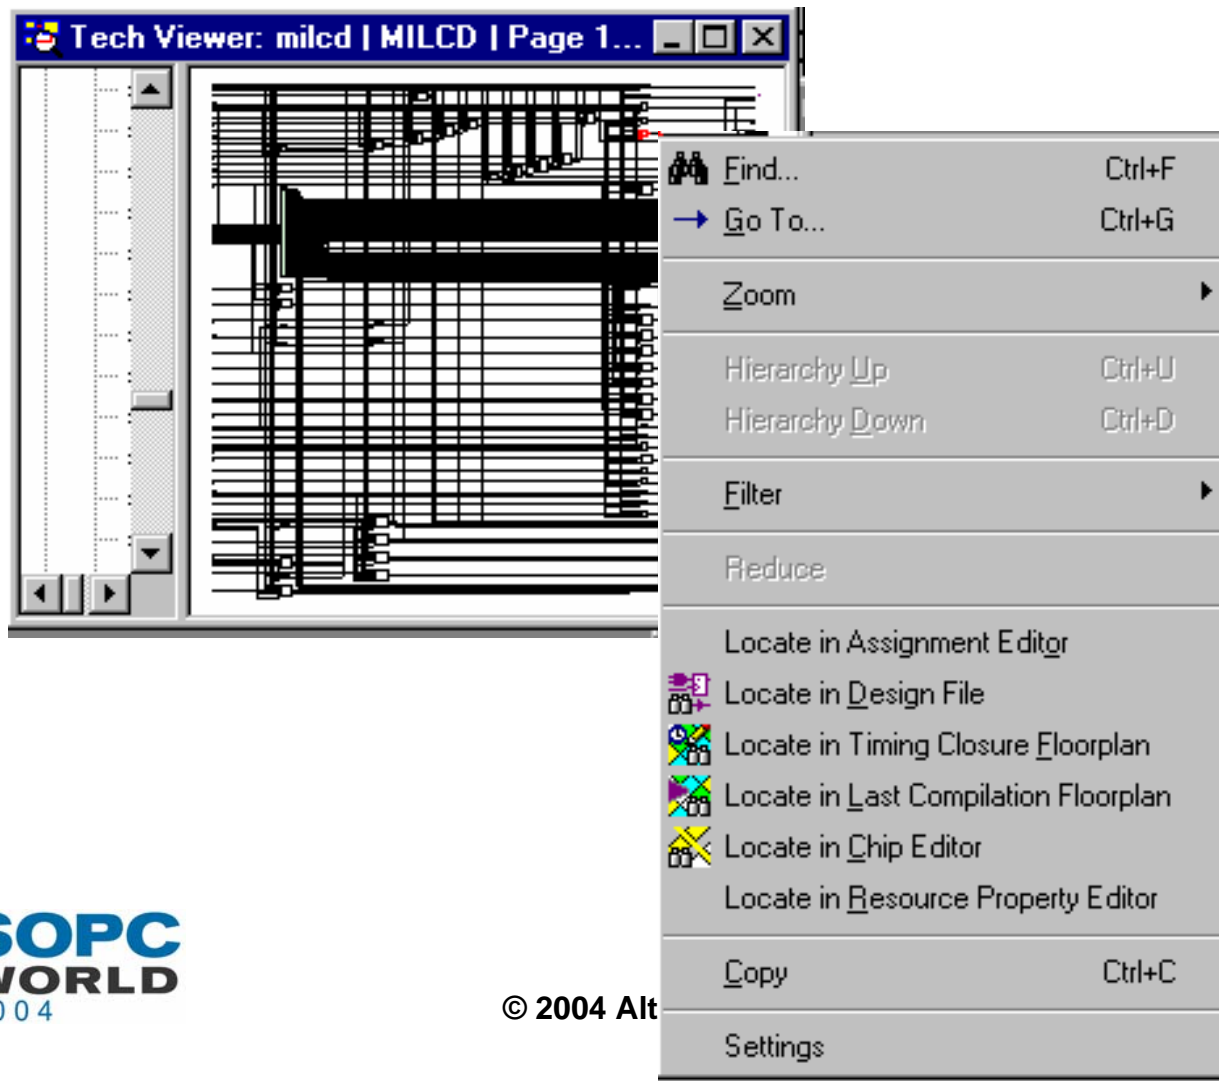 Tech Viewer: milcd | MILCD | Page 1...
Find... Ctrl+F
Go To... Ctrl+G
Zoom
Hierarchy Up Ctrl+U
Hierarchy Down Ctrl+D
Filter
Reduce
Locate in Assignment Editor
Locate in Design File
Locate in Timing Closure Floorplan
Locate in Last Compilation Floorplan
Locate in Chip Editor
Locate in Resource Property Editor
Copy Ctrl+C
Settings
SOPC
WORLD
004
© 2004 Alt